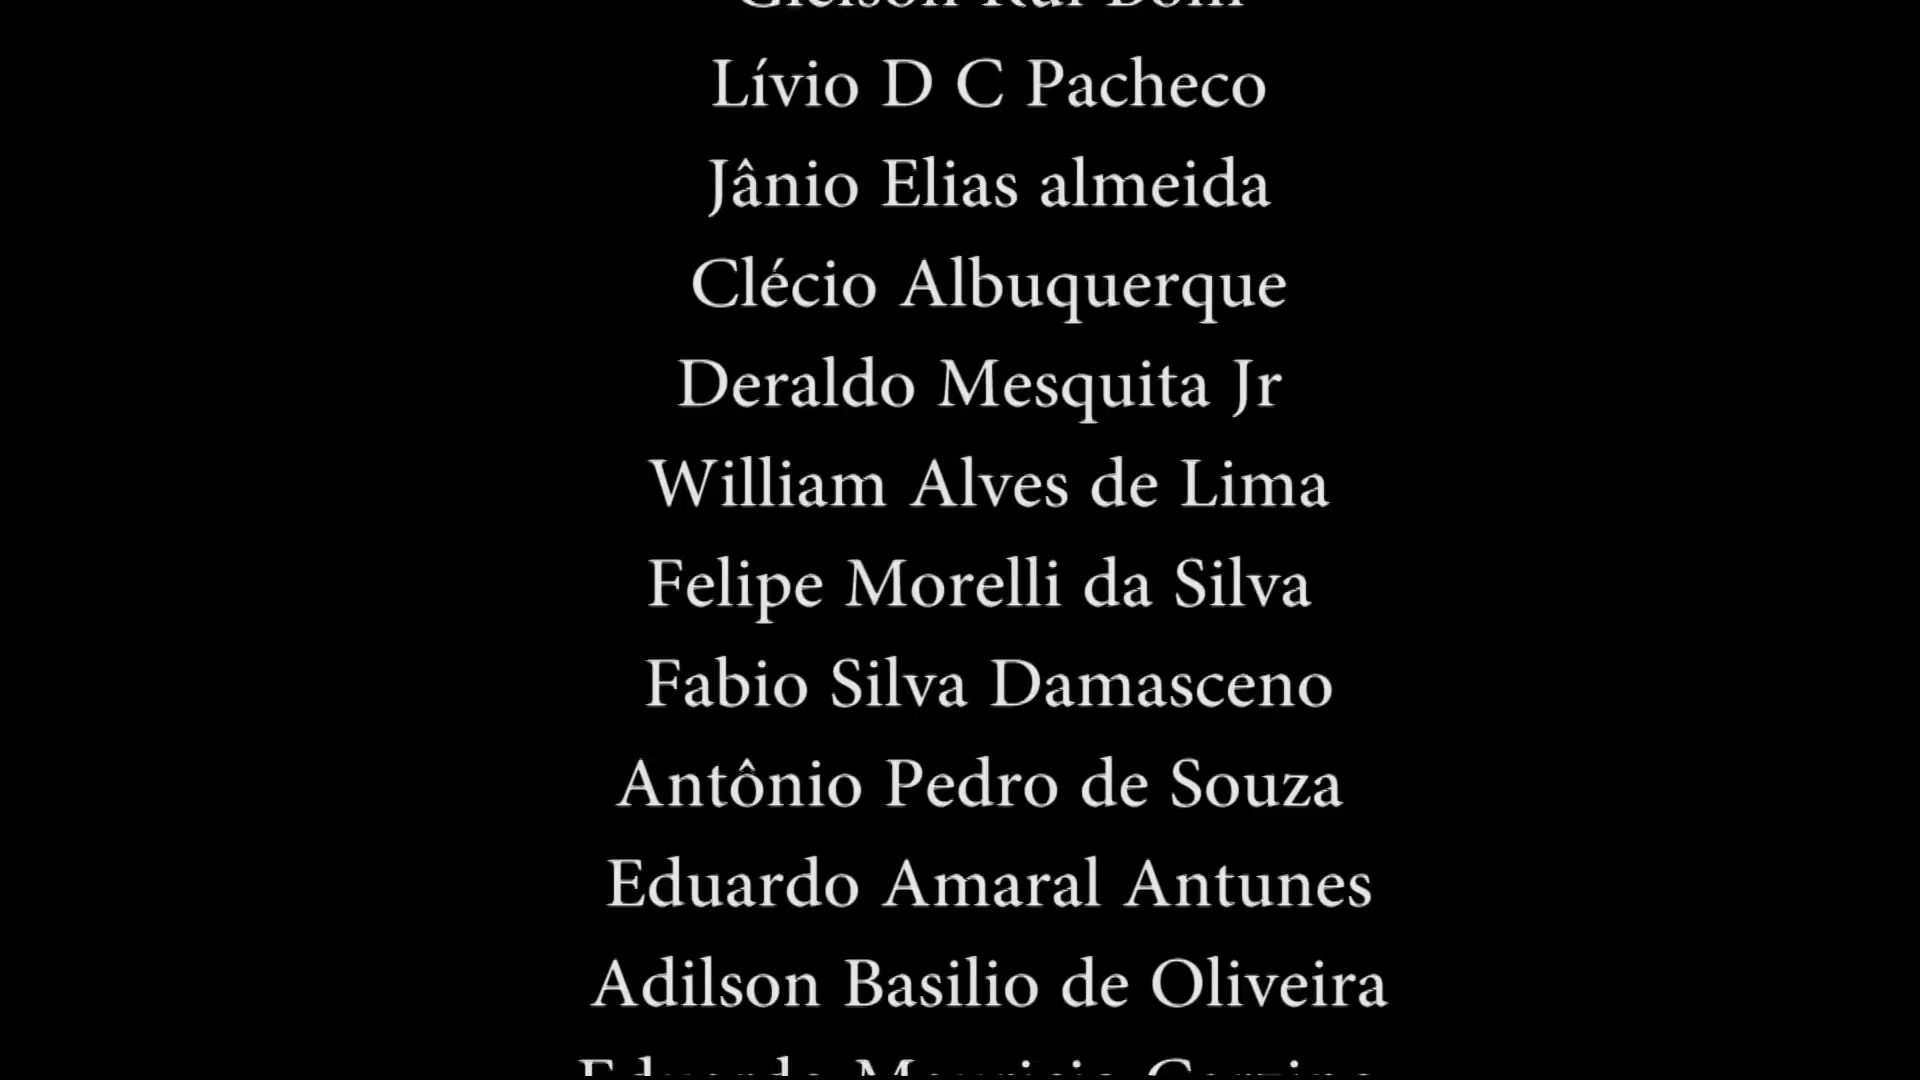 Lívio D C Pacheco
Jânio Elias almeida
Clécio Albuquerque
Deraldo Mesquita Jr
William Alves de Lima
Felipe Morelli da Silva
Fabio Silva Damasceno
Antônio Pedro de Souza
Eduardo Amaral Antunes
Adilson Basilio de Oliveira